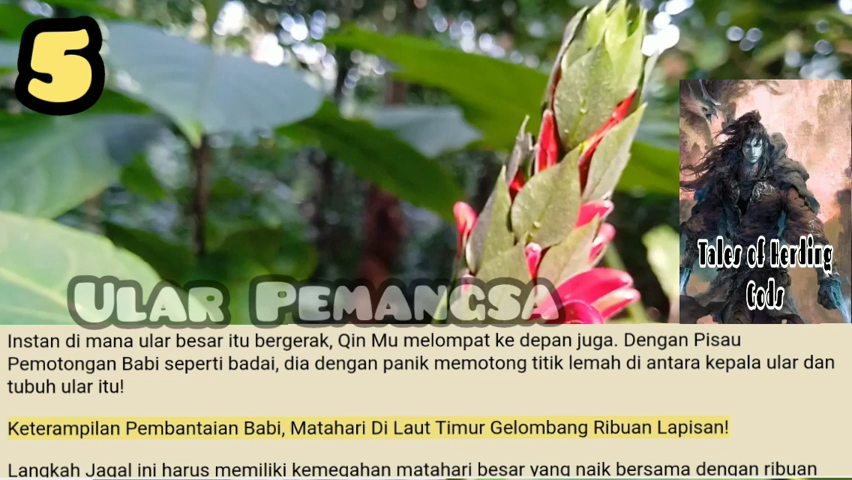 5
Tales of Herding
Gods
Ular Pemangsa
Instan di mana ular besar itu bergerak, Qin Mu melompat ke depan juga. Dengan Pisau
Pemotongan Babi seperti badai, dia dengan panik memotong titik lemah di antara kepala ular dan
tubuh ular itu!
Keterampilan Pembantaian Babi, Matahari Di Laut Timur Gelombang Ribuan Lapisan!
Langkah Jagal ini harus memiliki kemegahan matahari besar yang naik bersama dengan ribuan